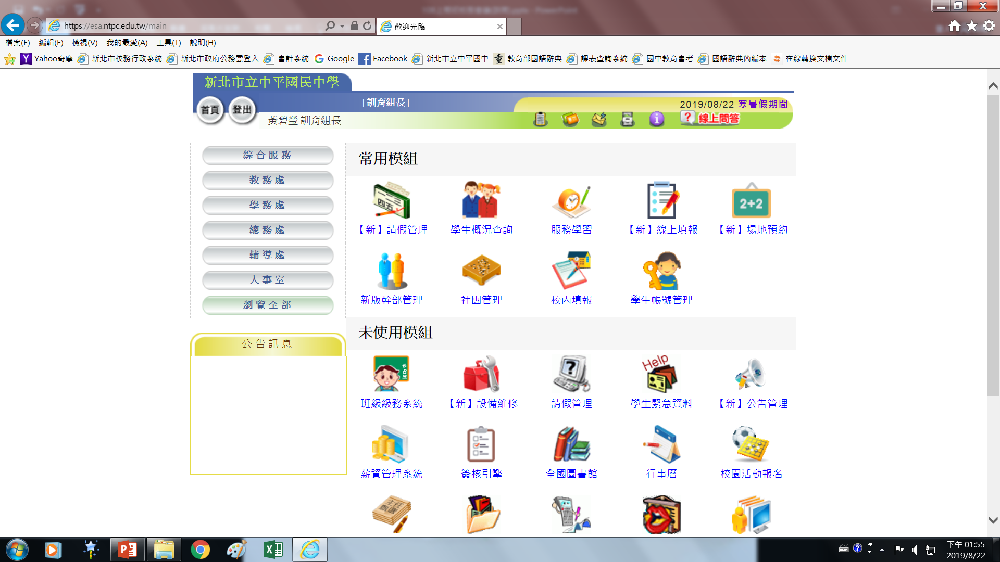 https://esa.ntpc.edu.tw/main
歡迎光臨
檔案(F) 編輯(E) 檢視(V) 我的最愛(A) 工具(T) 說明(H)
Yahoo奇摩 新北市校務行政系統 新北市政府公務雲登入 會計系統 Google Facebook 新北市立中平國中 教育部國語辭典 課表查詢系統 國中教育會考 國語辭典簡編本 在線轉換文檔文件
新北市立中平國民中學
首頁 登出
| 訓育組長 |
2019/08/22 寒暑假期間
黃碧瑩 訓育組長
線上問答
綜合服務
教務處
學務處
總務處
輔導處
人事室
瀏覽全部
公告訊息
常用模組
2+2
【新】請假管理 學生概況查詢 服務學習 【新】線上填報 【新】場地預約
新版幹部管理 社團管理 校內填報 學生帳號管理
未使用模組
Help
班級級務系統 【新】設備維修 請假管理 學生緊急資料 【新】公告管理
薪資管理系統 簽核引擎 全國圖書館 行事曆 校園活動報名
下午 01:55
2019/8/22